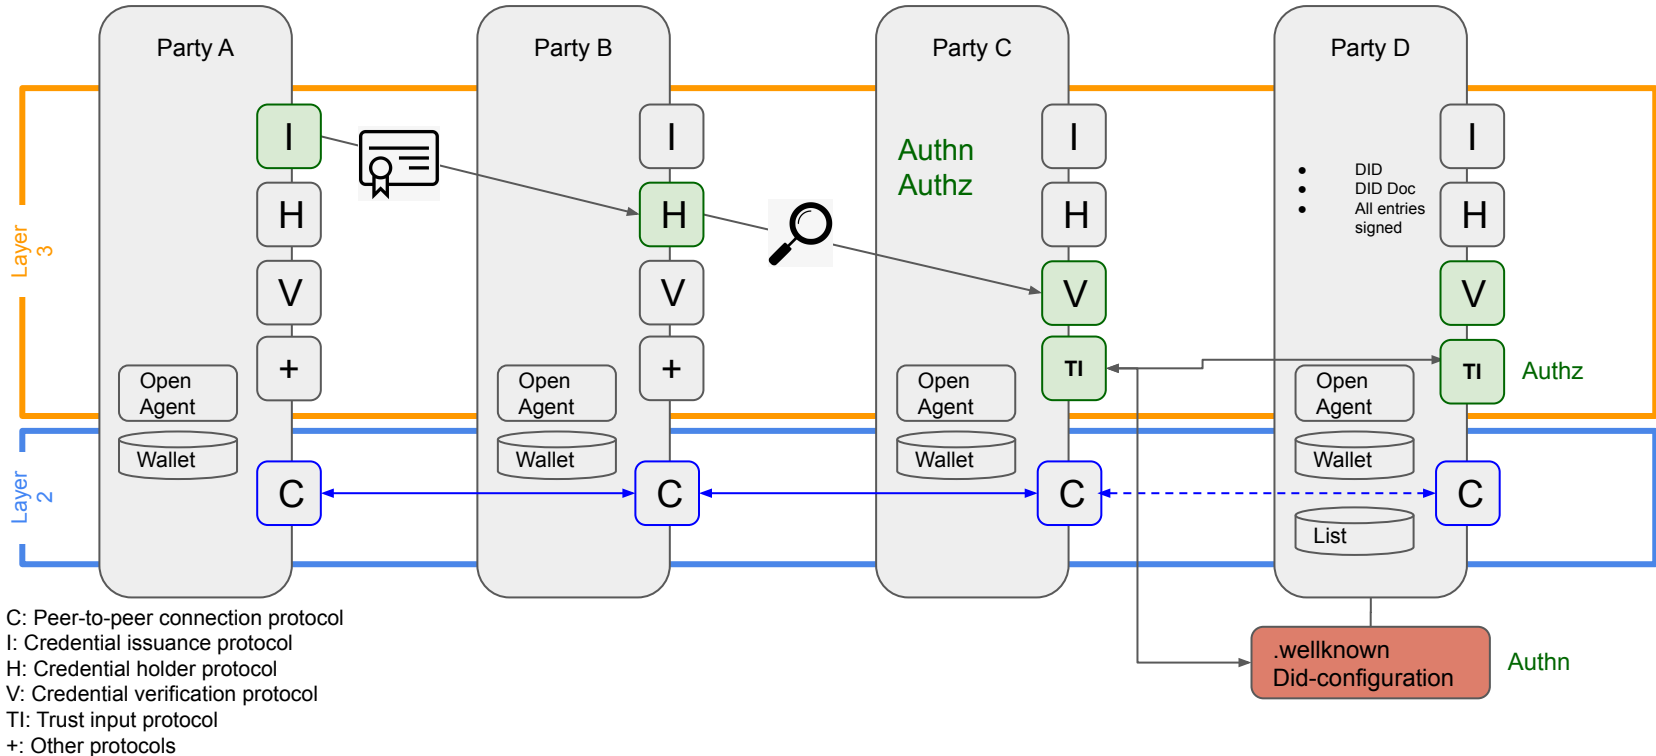 Party A
Party B
Party C
Party D
I
I
I
I
Authn
Authz
DID
DID Doc
All entries
signed
H
H
H
H
Layer
3
V
V
V
V
+
+
TI
TI
Authz
Open
Agent
Open
Agent
Open
Agent
Open
Agent
Wallet
Wallet
Wallet
Wallet
Layer
2
C
C
C
C
List
C: Peer-to-peer connection protocol
I: Credential issuance protocol
H: Credential holder protocol
V: Credential verification protocol
TI: Trust input protocol
+: Other protocols
.wellknown
Did-configuration
Authn